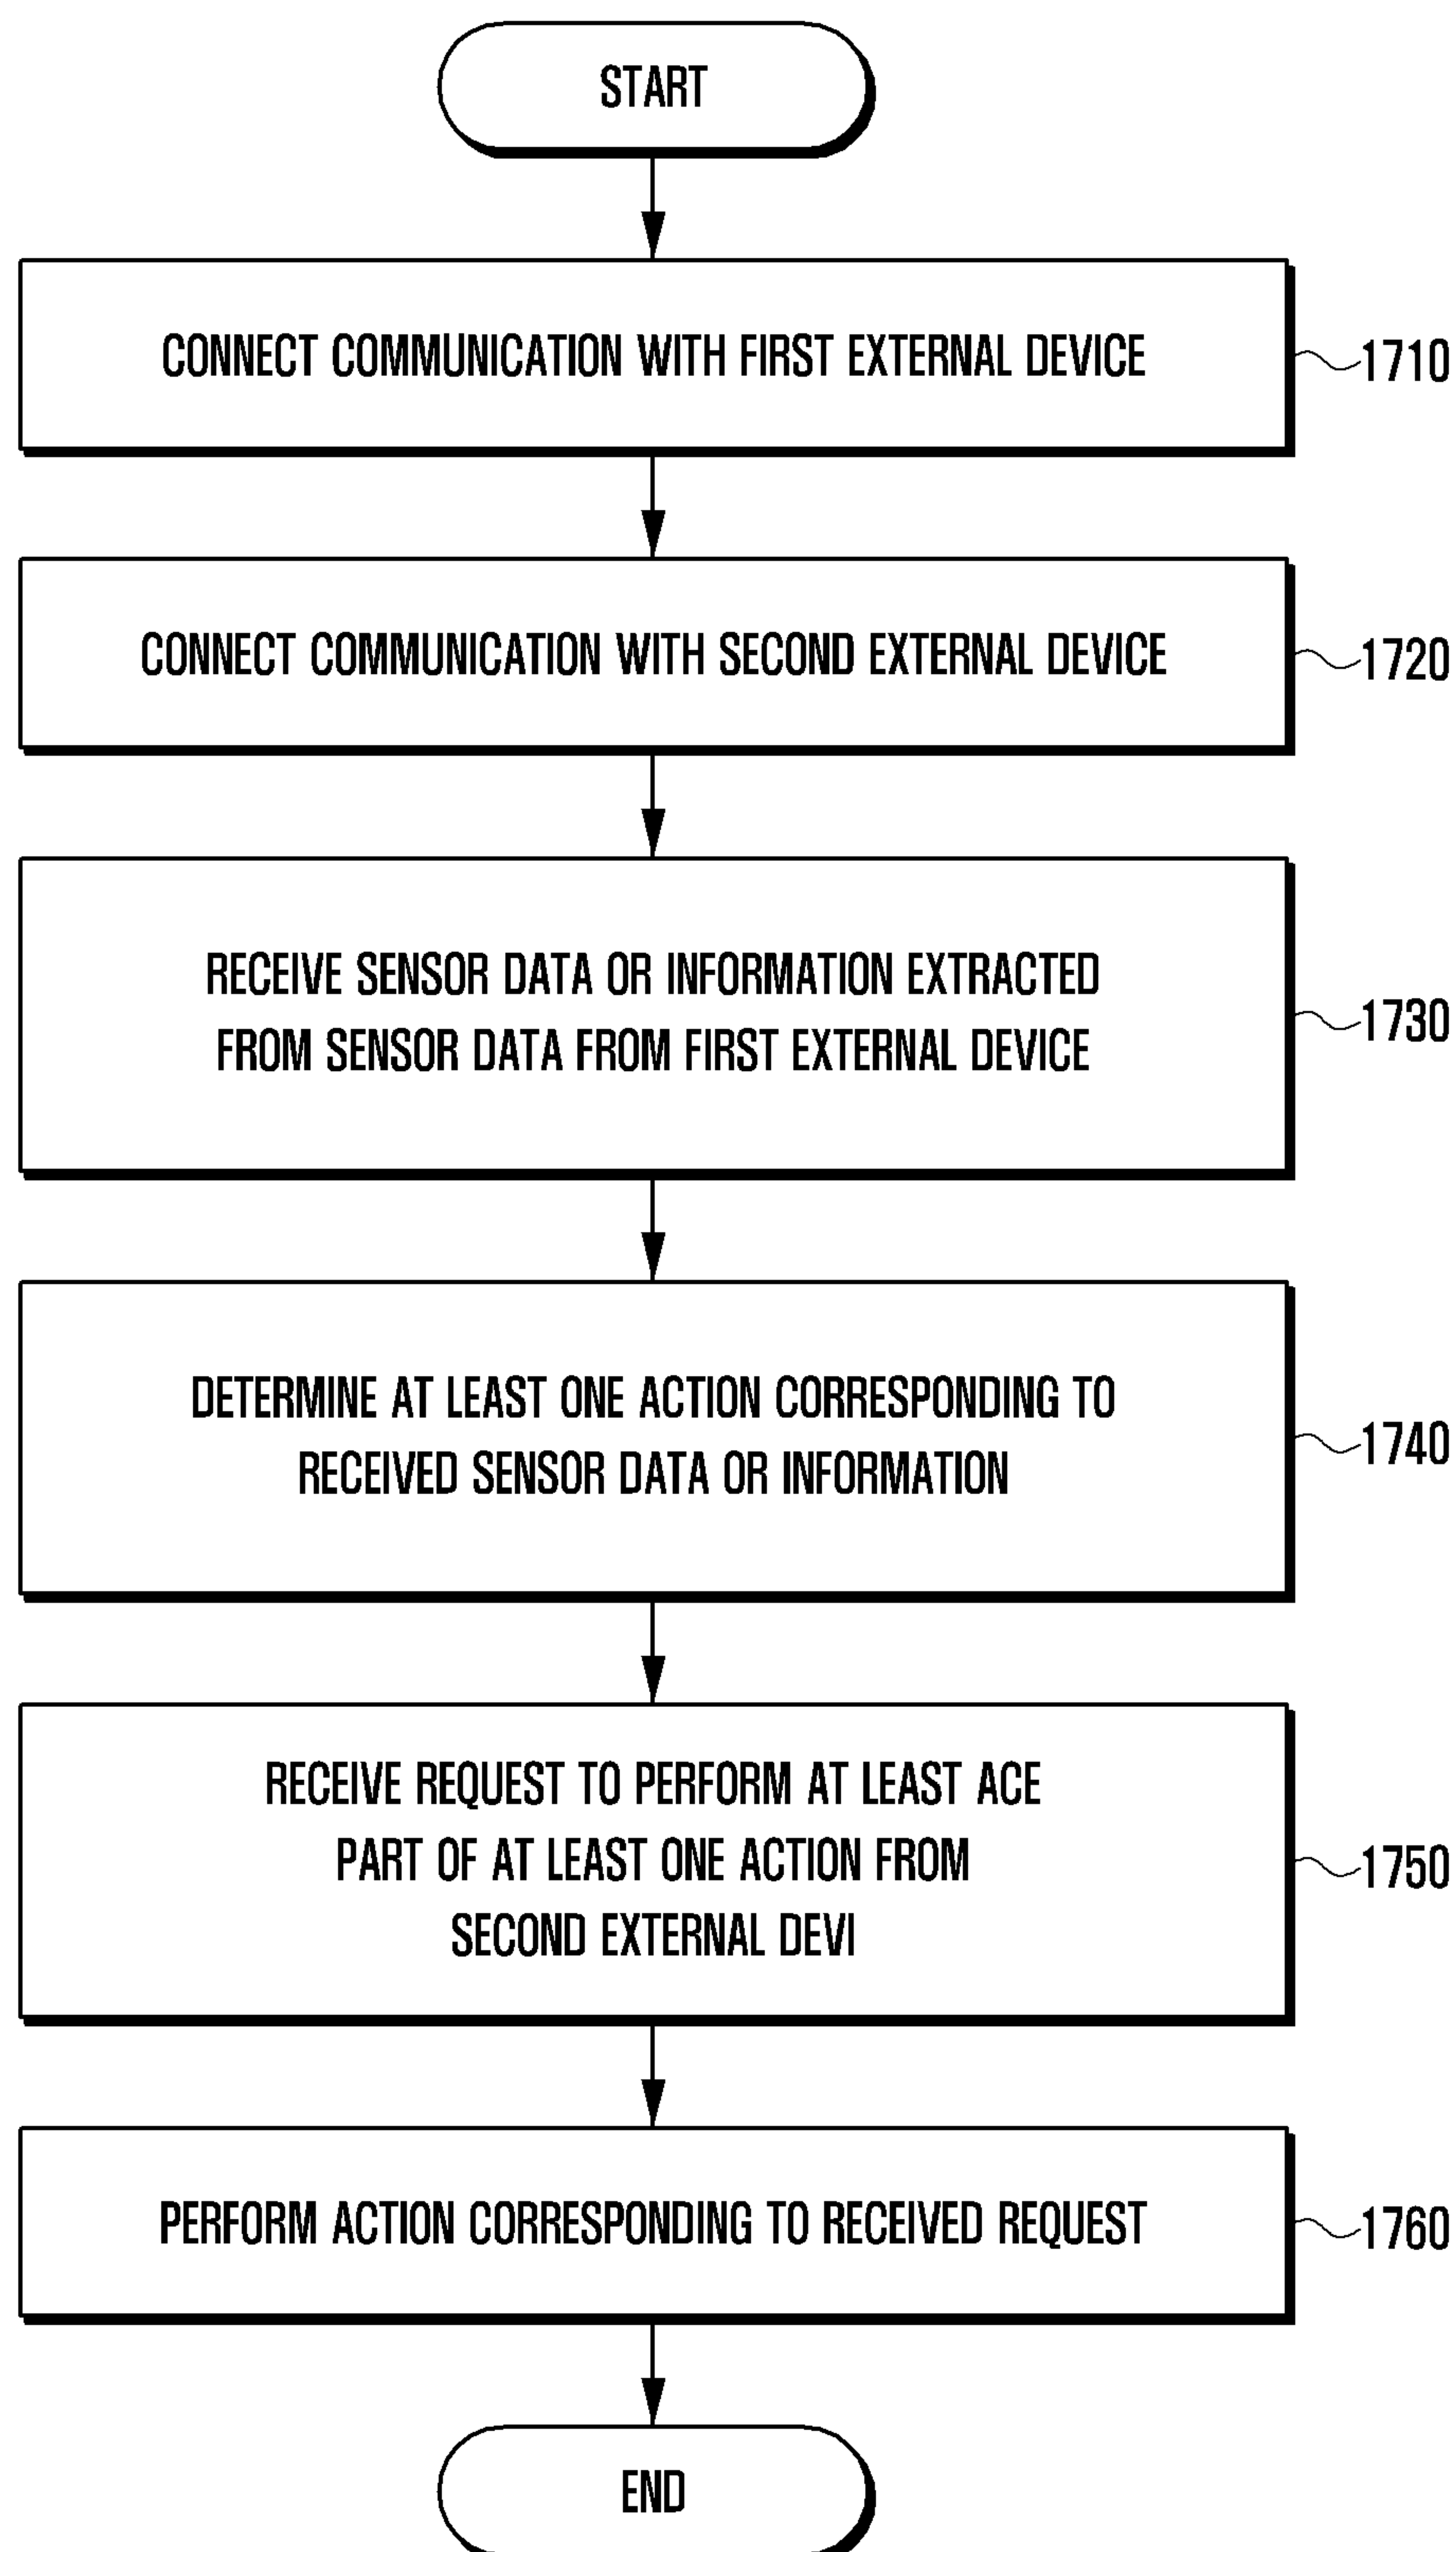 START
CONNECT COMMUNICATION WITH FIRST EXTERNAL DEVICE
1710
CONNECT COMMUNICATION WITH SECOND EXTERNAL DEVICE
1720
RECEIVE SENSOR DATA OR INFORMATION EXTRACTED
FROM SENSOR DATA FROM FIRST EXTERNAL DEVICE
1730
DETERMINE AT LEAST ONE ACTION CORRESPONDING TO
RECEIVED SENSOR DATA OR INFORMATION
1740
RECEIVE REQUEST TO PERFORM AT LEAST ACE
PART OF AT LEAST ONE ACTION FROM
SECOND EXTERNAL DEVI
1750
PERFORM ACTION CORRESPONDING TO RECEIVED REQUEST
1760
END